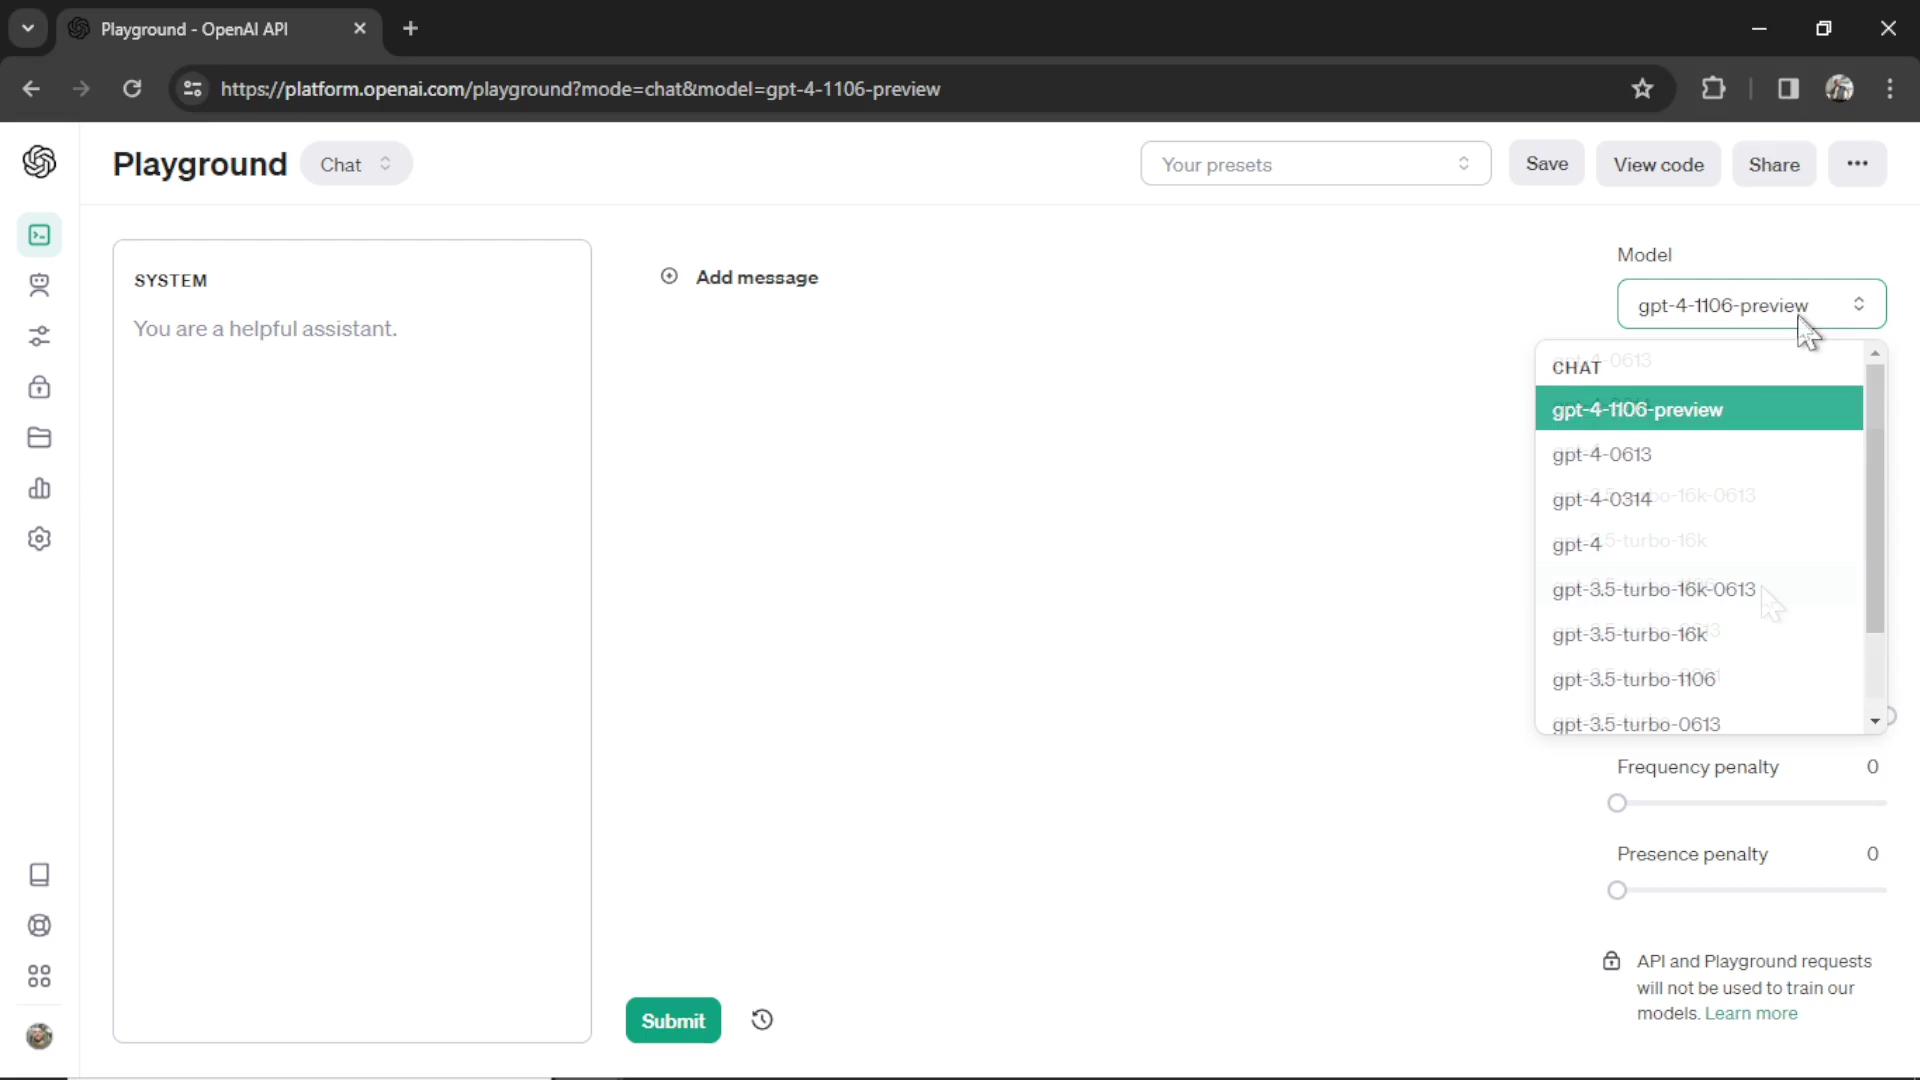 Playground - OpenAI API
https://platform.openai.com/playground?mode=chat&model=gpt-4-1106-preview
Playground
Chat
Your presets
Save
View code
Share
SYSTEM
You are a helpful assistant.
Add message
Submit
Model
gpt-4-1106-preview
CHAT
gpt-4-1106-preview
gpt-4-0613
gpt-4-0314
gpt-4
gpt-3.5-turbo-16k-0613
gpt-3.5-turbo-16k
gpt-3.5-turbo-1106
gpt-3.5-turbo-0613
Frequency penalty 0
Presence penalty 0
API and Playground requests
will not be used to train our
models. Learn more